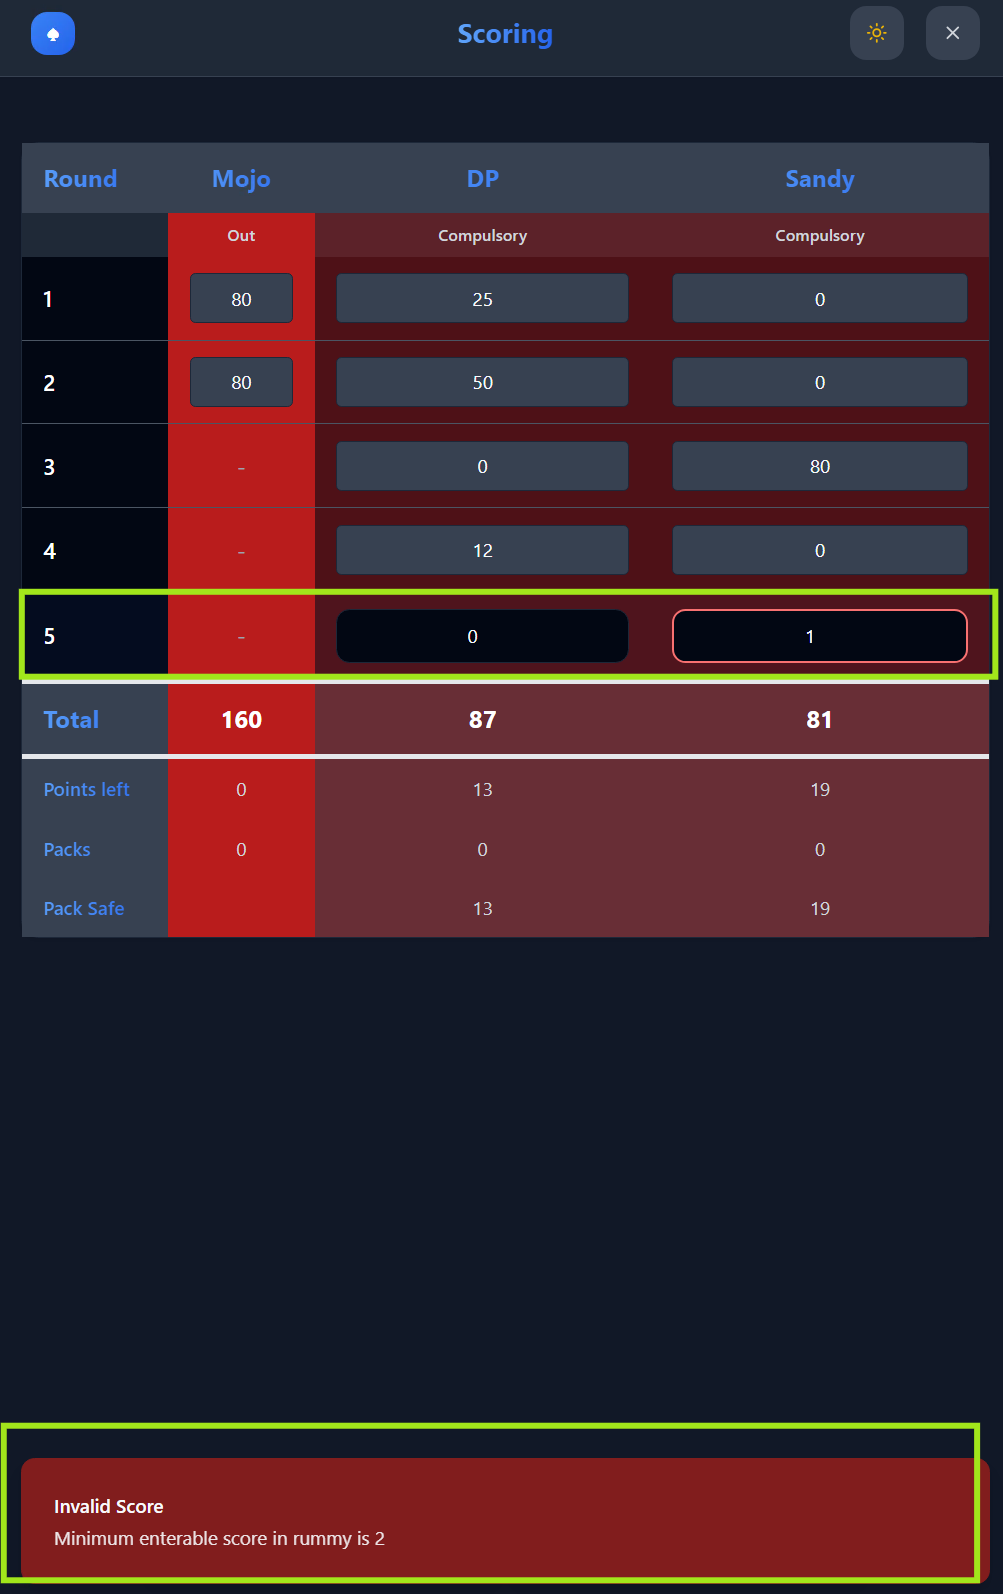 Scoring
Round Mojo DP Sandy
Out Compulsory Compulsory
1 80 25 0
2 80 50 0
3 - 0 80
4 - 12 0
5 - 0 1
Total 160 87 81
Points left 0 13 19
Packs 0 0 0
Pack Safe 13 19
Invalid Score
Minimum enterable score in rummy is 2